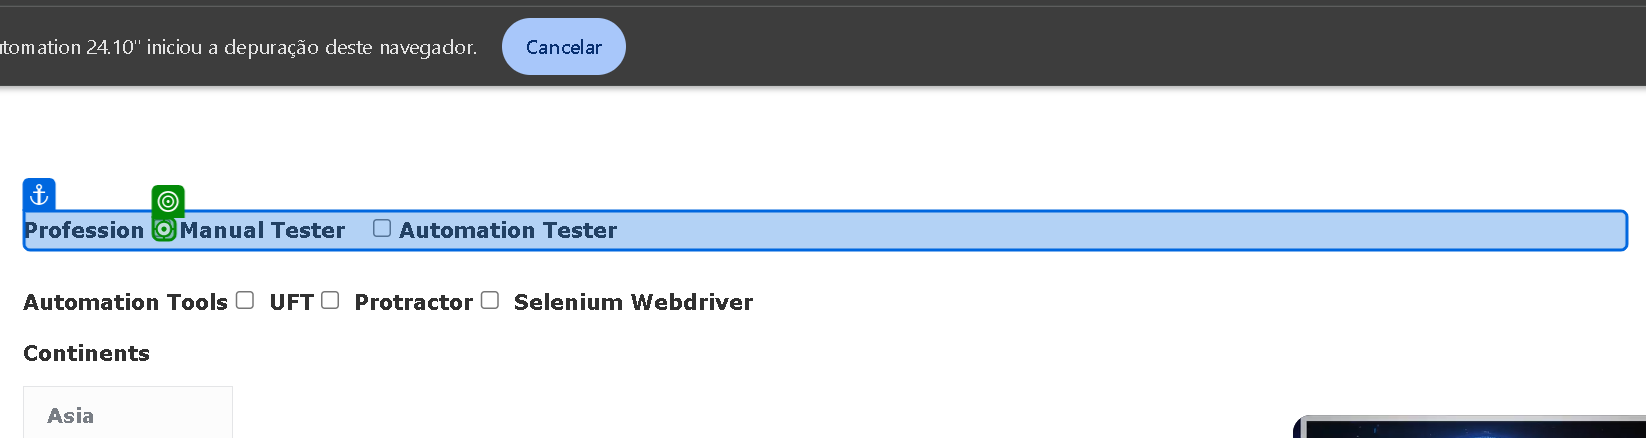 utomation 24.10" iniciou a depuração deste navegador. Cancelar
Profession Manual Tester Automation Tester
Automation Tools UFT Protractor Selenium Webdriver
Continents
Asia